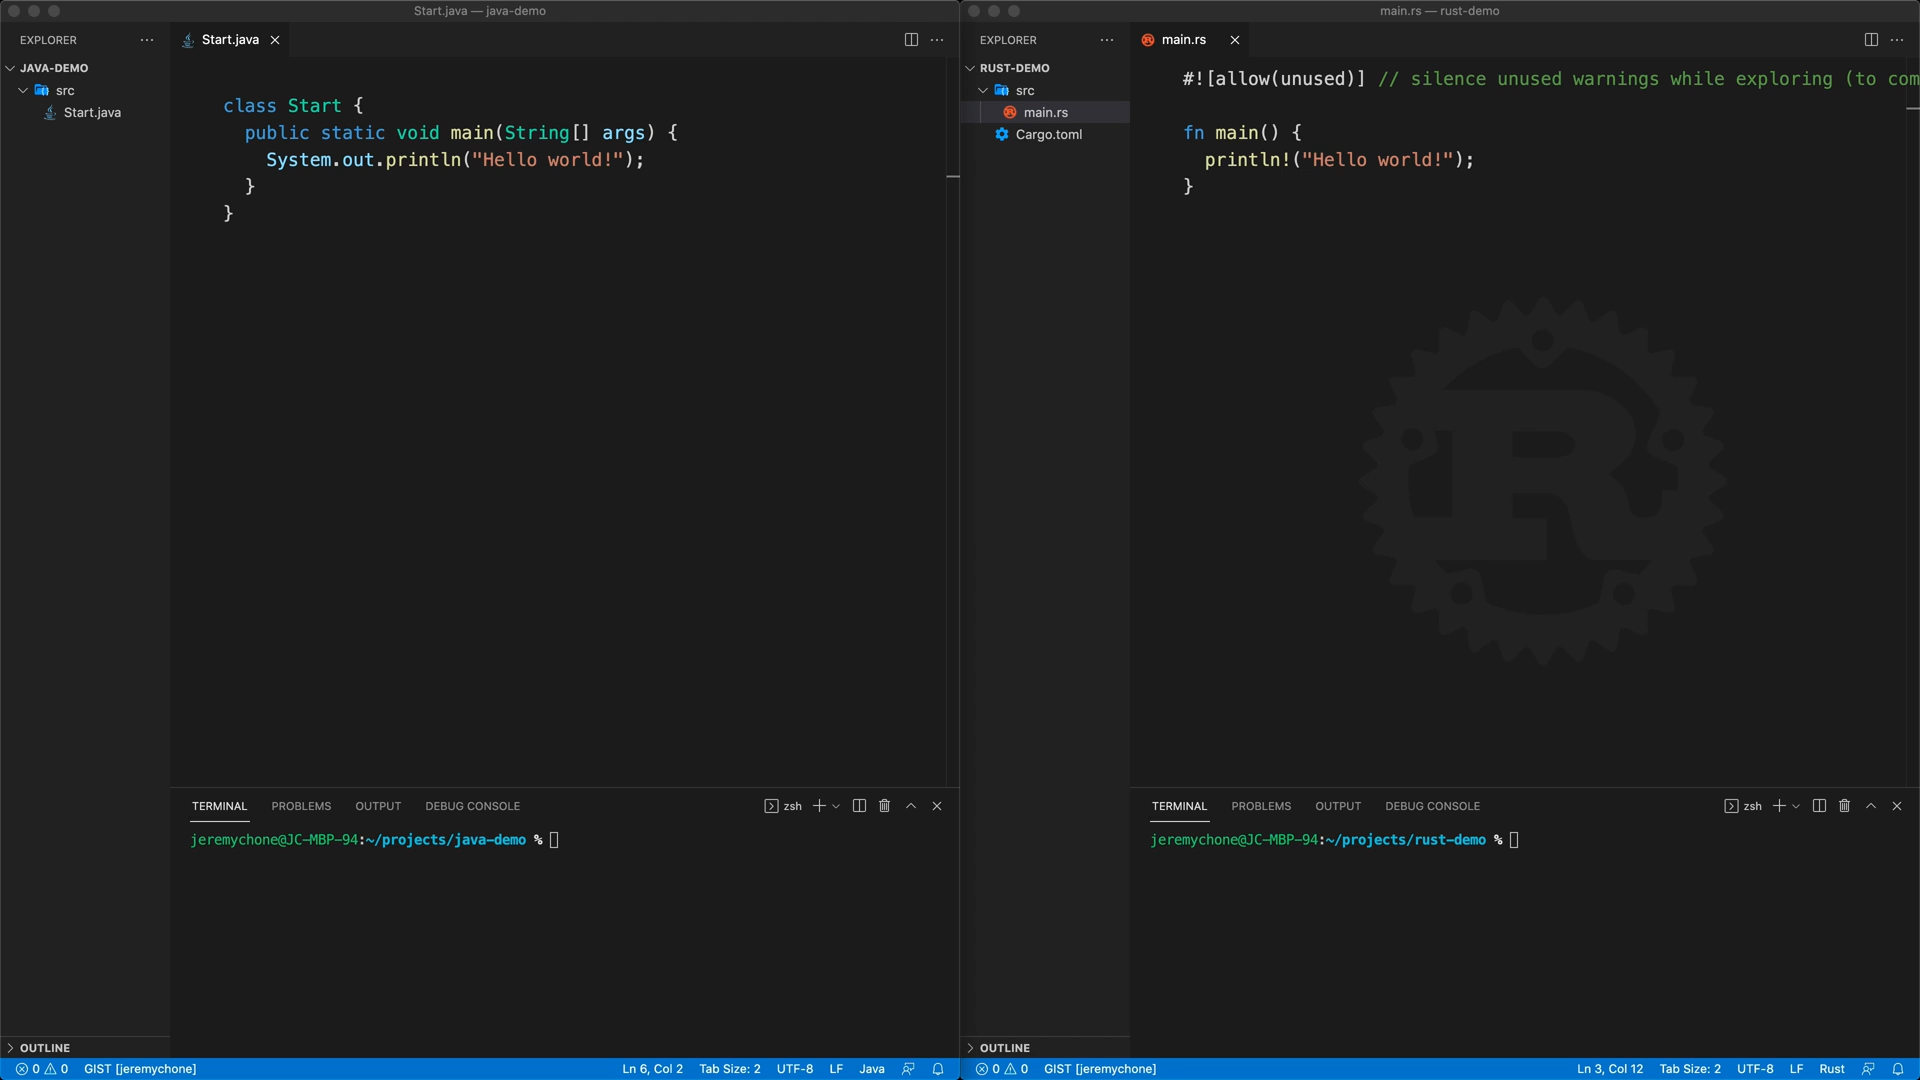 Start.java — java-demo
EXPLORER
Start.java
JAVA-DEMO
src
Start.java
class Start {
public static void main(String[] args) {
System.out.println("Hello world!");
}
}
TERMINAL PROBLEMS OUTPUT DEBUG CONSOLE
zsh
jeremychone@JC-MBP-94:~/projects/java-demo %
OUTLINE
0 0 GIST [jeremychone]
Ln 6, Col 2 Tab Size: 2 UTF-8 LF Java
main.rs — rust-demo
EXPLORER
main.rs
RUST-DEMO
src
main.rs
Cargo.toml
#![allow(unused)] // silence unused warnings while exploring (to com
fn main() {
println!("Hello world!");
}
R
TERMINAL PROBLEMS OUTPUT DEBUG CONSOLE
zsh
jeremychone@JC-MBP-94:~/projects/rust-demo %
OUTLINE
0 0 GIST [jeremychone]
Ln 3, Col 12 Tab Size: 2 UTF-8 LF Rust